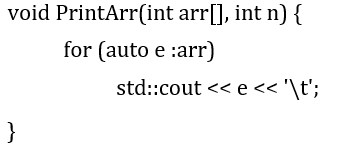 void PrintArr(int arr[], int n) {
for (auto e :arr)
std::cout << e << '\t';
}